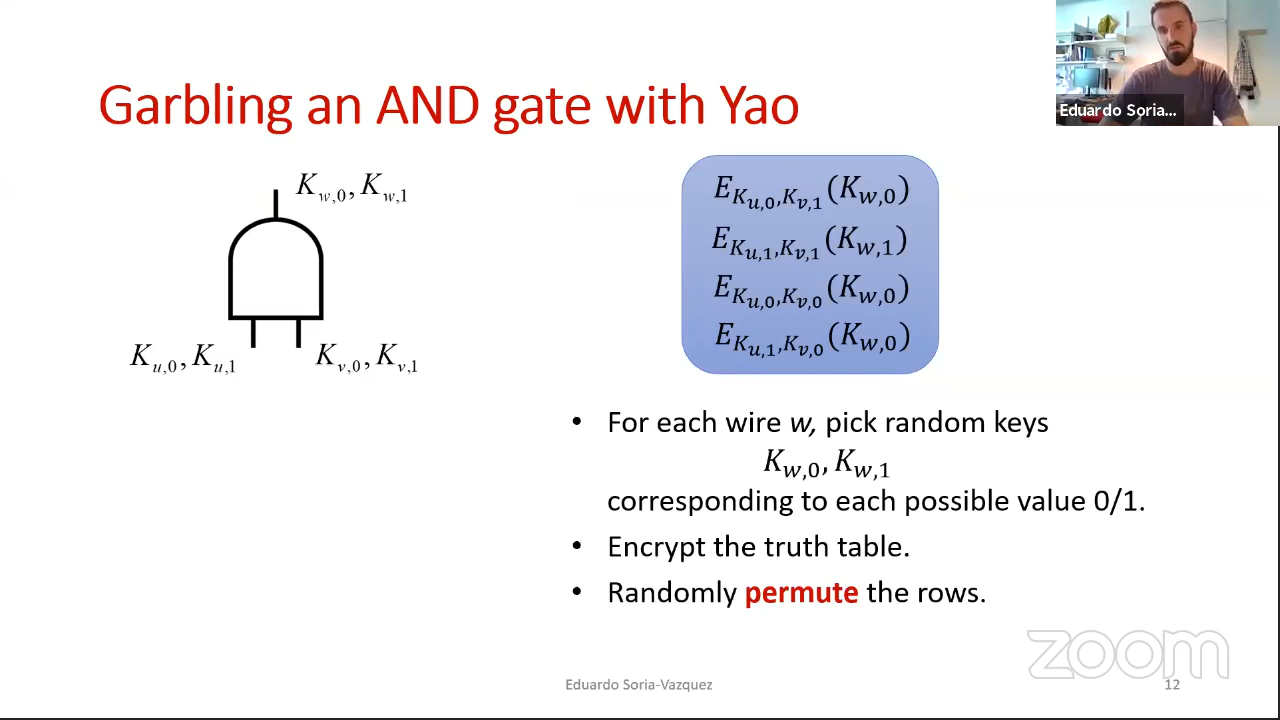 Garbling an AND gate with Yao
Eduardo Soria...
K_{w,0}, K_{w,1}
K_{u,0}, K_{u,1}
K_{v,0}, K_{v,1}
E_{K_{u,0},K_{v,1}}(K_{w,0})
E_{K_{u,1},K_{v,1}}(K_{w,1})
E_{K_{u,0},K_{v,0}}(K_{w,0})
E_{K_{u,1},K_{v,0}}(K_{w,0})
• For each wire w, pick random keys
K_{w,0}, K_{w,1}
corresponding to each possible value 0/1.
• Encrypt the truth table.
• Randomly permute the rows.
zoom
Eduardo Soria-Vazquez
12